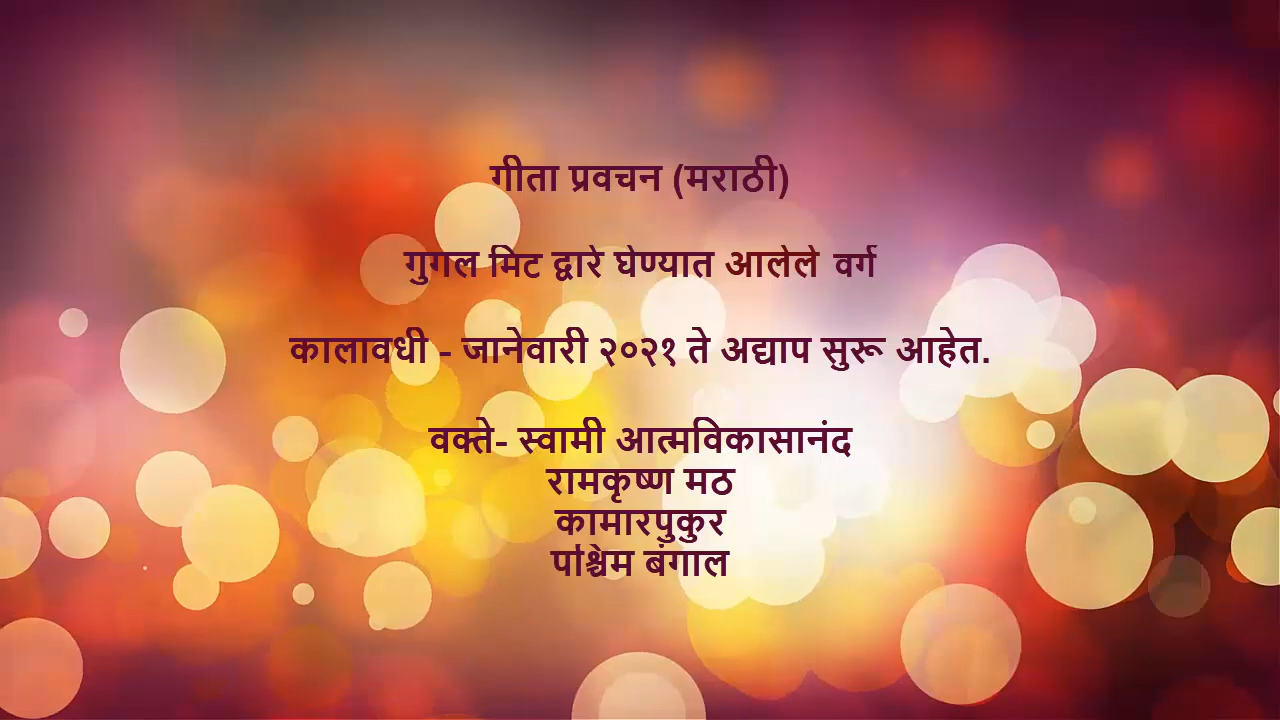 गीता प्रवचन (मराठी)
गुगल मिट द्वारे घेण्यात आलेले वर्ग
कालावधी - जानेवारी २०२१ ते अद्याप सुरू आहेत.
वक्ते- स्वामी आत्मविकासानंद
रामकृष्ण मठ
कामारपुकुर
पश्चिम बंगाल